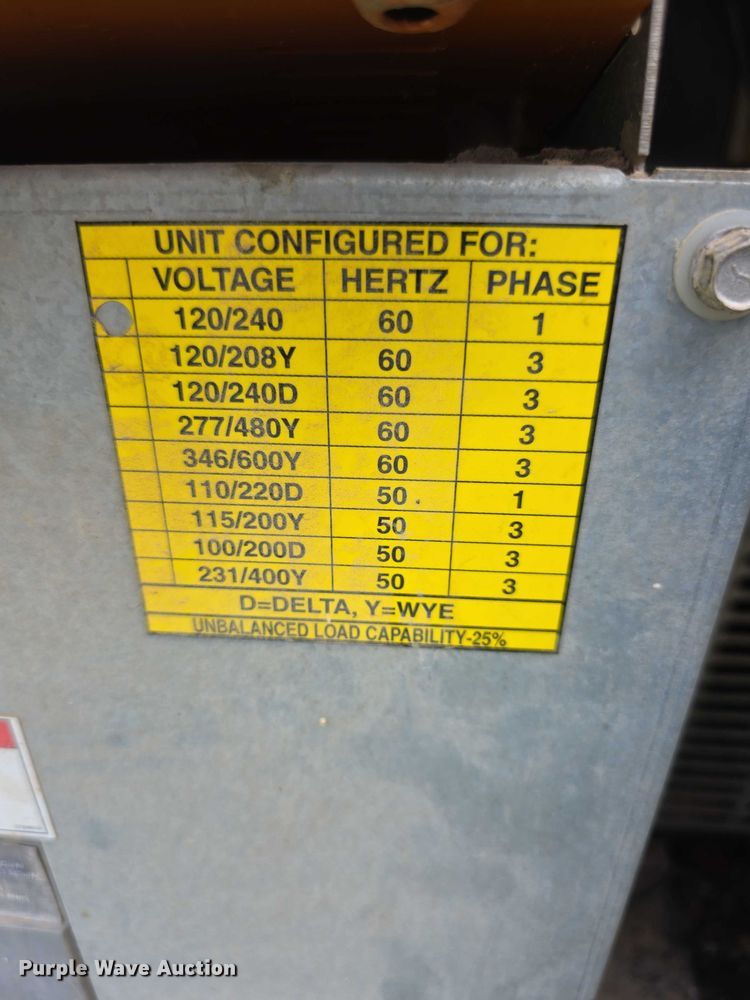 UNIT CONFIGURED FOR:
VOLTAGE HERTZ PHASE
120/240 60 1
120/208Y 60 3
120/240D 60 3
277/480Y 60 3
346/600Y 60 3
110/220D 50 1
115/200Y 50 3
100/200D 50 3
231/400Y 50 3
D=DELTA, Y=WYE
UNBALANCED LOAD CAPABILITY-25%
Purple Wave Auction